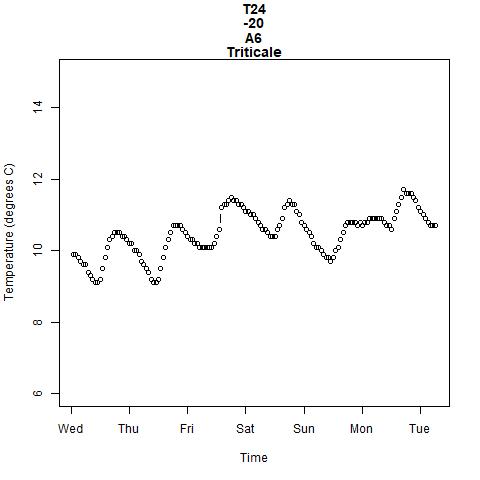 T24
-20
A6
Triticale
Temperature (degrees C)
14
12
10
8
6
Wed Thu Fri Sat Sun Mon Tue
Time